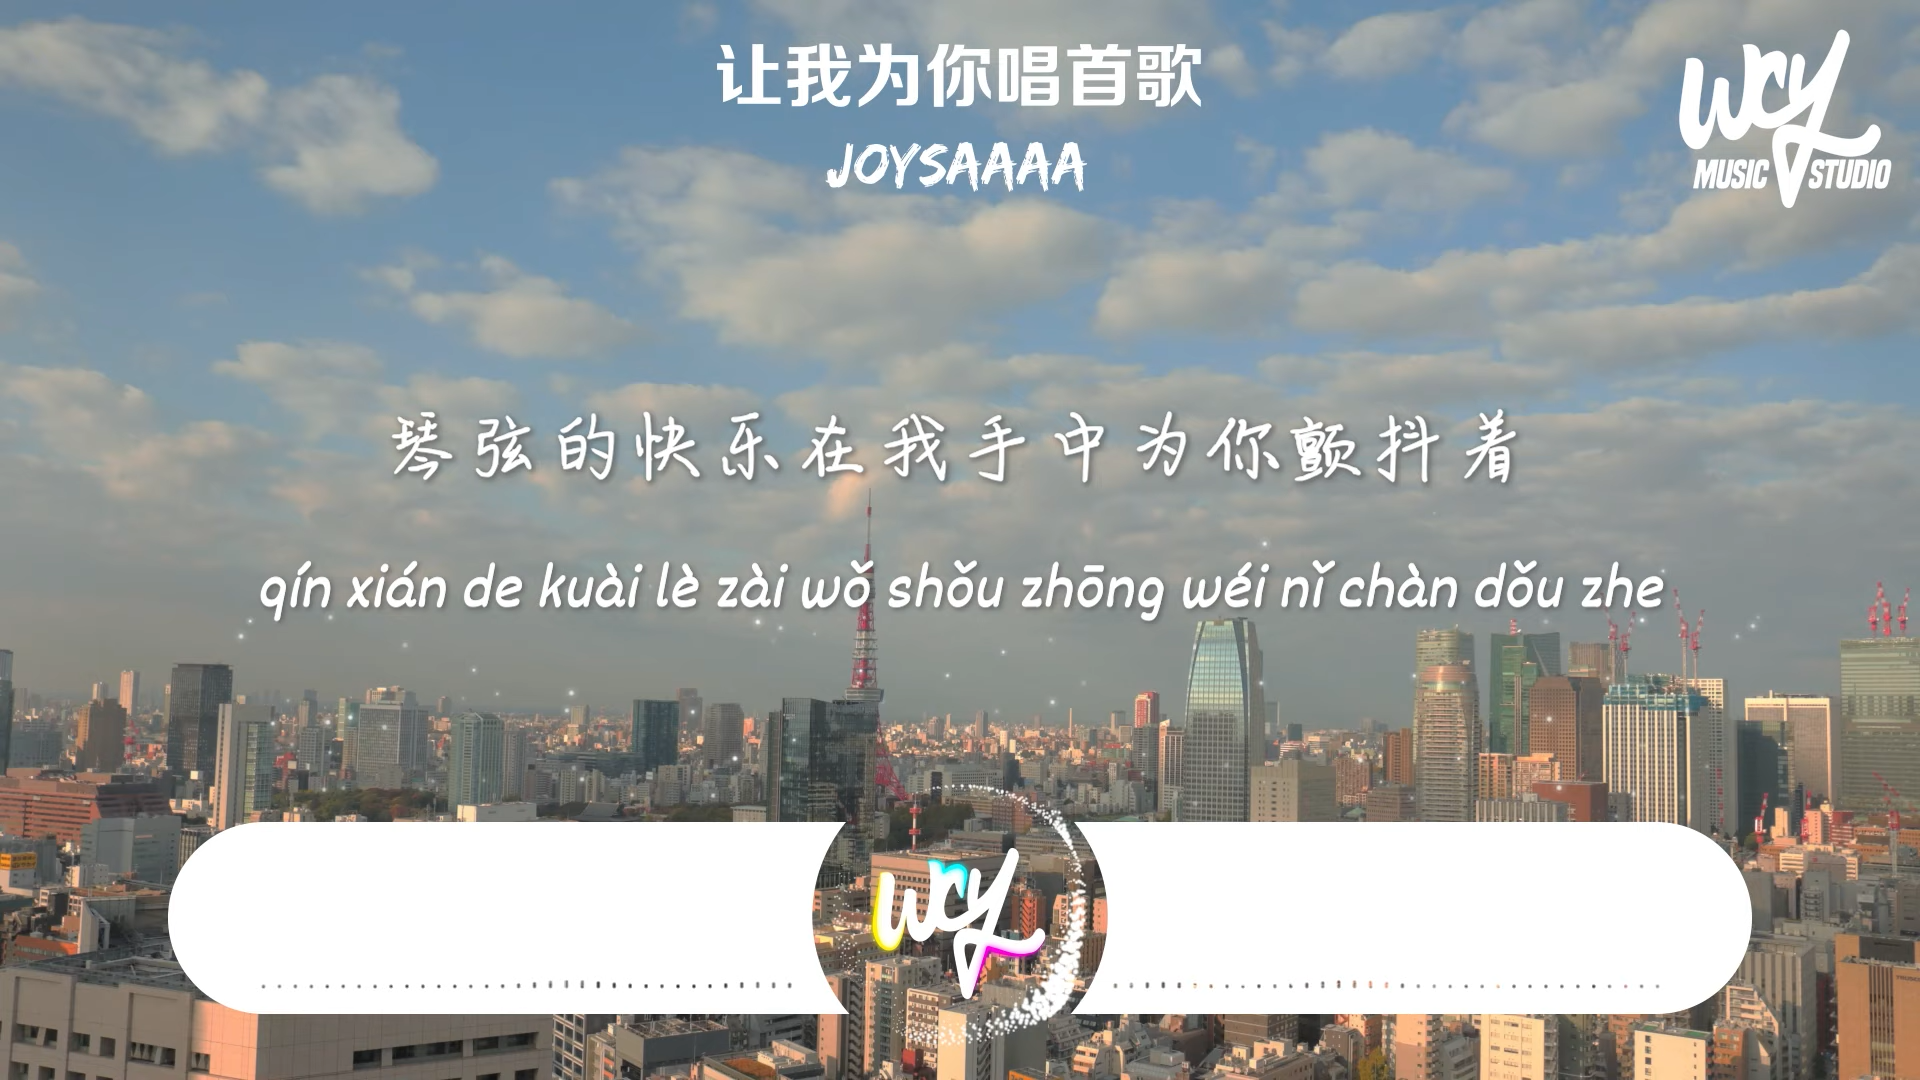 让我为你唱首歌
JOYSAAAA
WCY
MUSIC STUDIO
琴弦的快乐在我手中为你颤抖着
qín xián de kuài lè zài wǒ shǒu zhōng wéi nǐ chàn dǒu zhe
wcy